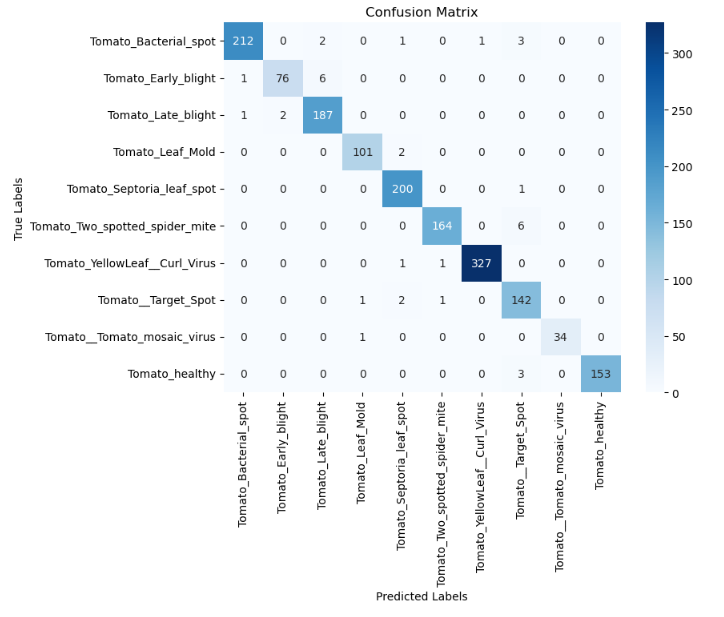 Confusion Matrix
True Labels
Tomato_Bacterial_spot 212 0 2 0 1 0 1 3 0 0
Tomato_Early_blight 1 76 6 0 0 0 0 0 0 0
Tomato_Late_blight 1 2 187 0 0 0 0 0 0 0
Tomato_Leaf_Mold 0 0 0 101 2 0 0 0 0 0
Tomato_Septoria_leaf_spot 0 0 0 0 200 0 0 1 0 0
Tomato_Two_spotted_spider_mite 0 0 0 0 0 164 0 6 0 0
Tomato_YellowLeaf__Curl_Virus 0 0 0 0 1 1 327 0 0 0
Tomato__Target_Spot 0 0 0 1 2 1 0 142 0 0
Tomato__Tomato_mosaic_virus 0 0 0 1 0 0 0 0 34 0
Tomato_healthy 0 0 0 0 0 0 0 3 0 153
Tomato_Bacterial_spot
Tomato_Early_blight
Tomato_Late_blight
Tomato_Leaf_Mold
Tomato_Septoria_leaf_spot
Tomato_Two_spotted_spider_mite
Tomato_YellowLeaf__Curl_Virus
Tomato__Target_Spot
Tomato__Tomato_mosaic_virus
Tomato_healthy
Predicted Labels
300
250
200
150
100
50
0